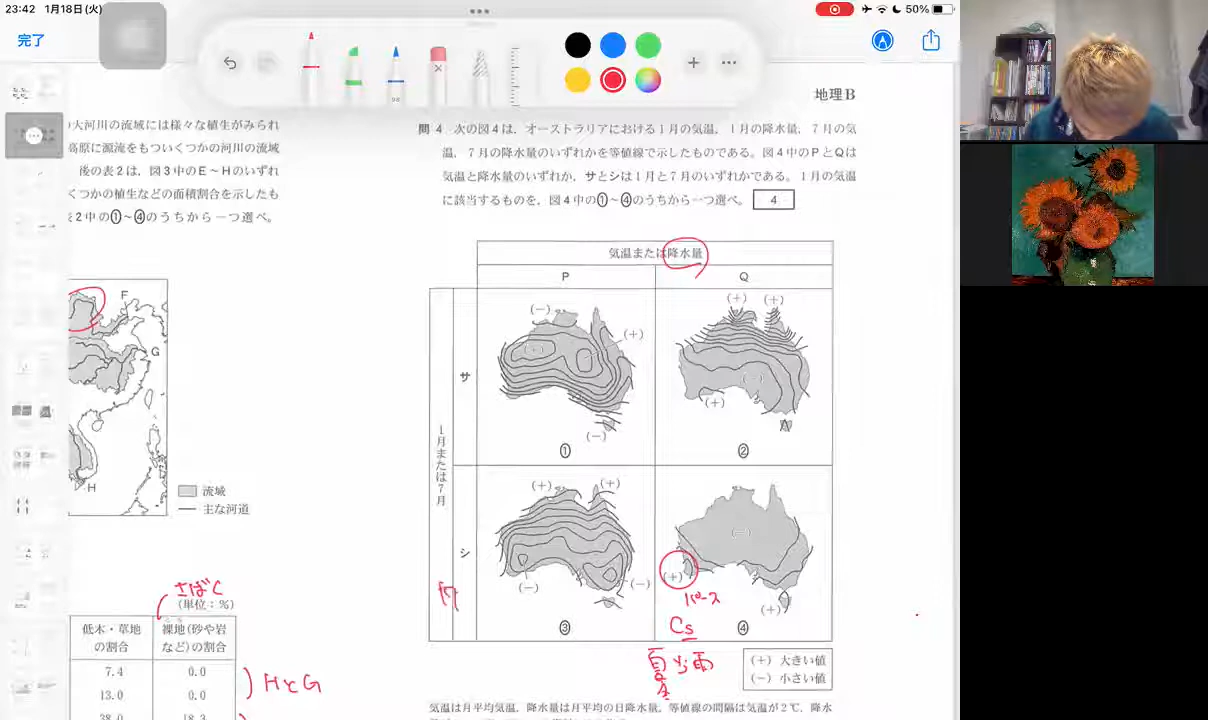 23:42 1月18日(火)
50%
完了
98
地理B
大河川の流域には様々な植生がみられ
高原に源流をもついくつかの河川の流域
後の表2は，図3中のE～Hのいずれ
くつかの植生などの面積割合を示したも
表2中の①～④のうちから一つ選べ。
F
G
H
流域
主な河道
さばく
(単位：％)
低木・草地
の割合
裸地(砂や岩
など)の割合
7.4 0.0
13.0 0.0
38.0 18.3
HとG
問4 次の図4は，オーストラリアにおける1月の気温，1月の降水量，7月の気
温，7月の降水量のいずれかを等値線で示したものである。図4中のPとQは
気温と降水量のいずれか，サとシは1月と7月のいずれかである。1月の気温
に該当するものを，図4中の①～④のうちから一つ選べ。 4
気温または降水量
P Q
1月または7月
サ
(－)
(＋)
(＋)
(－)
①
(＋) (＋)
(－)
(＋)
②
シ
(＋) (＋)
(－) (－)
③
(－)
(＋)
(＋)
④
パース
Cs
夏少雨
(＋) 大きい値
(－) 小さい値
気温は月平均気温，降水量は月平均の日降水量。等値線の間隔は気温が2℃，降水